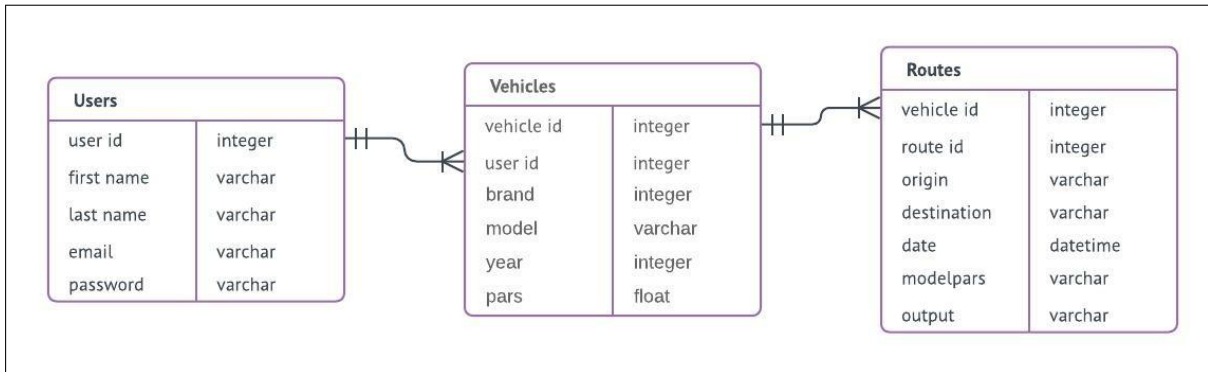 Users
user id integer
first name varchar
last name varchar
email varchar
password varchar
Vehicles
vehicle id integer
user id integer
brand integer
model varchar
year integer
pars float
Routes
vehicle id integer
route id integer
origin varchar
destination varchar
date datetime
modelpars varchar
output varchar